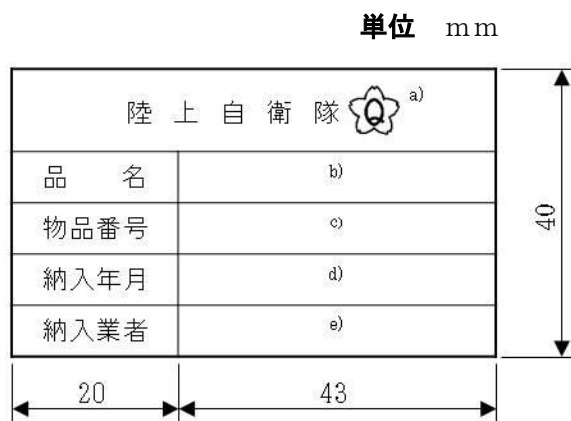 単位 mm
陸上自衛隊 Q a)
品名 b)
物品番号 c)
納入年月 d)
納入業者 e)
40
20 43